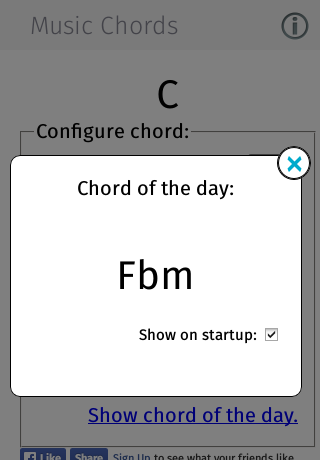 Music Chords
C
Configure chord:
Chord of the day:
Fbm
Show on startup:
Show chord of the day.
Like Share Sign Up to see what your friends like